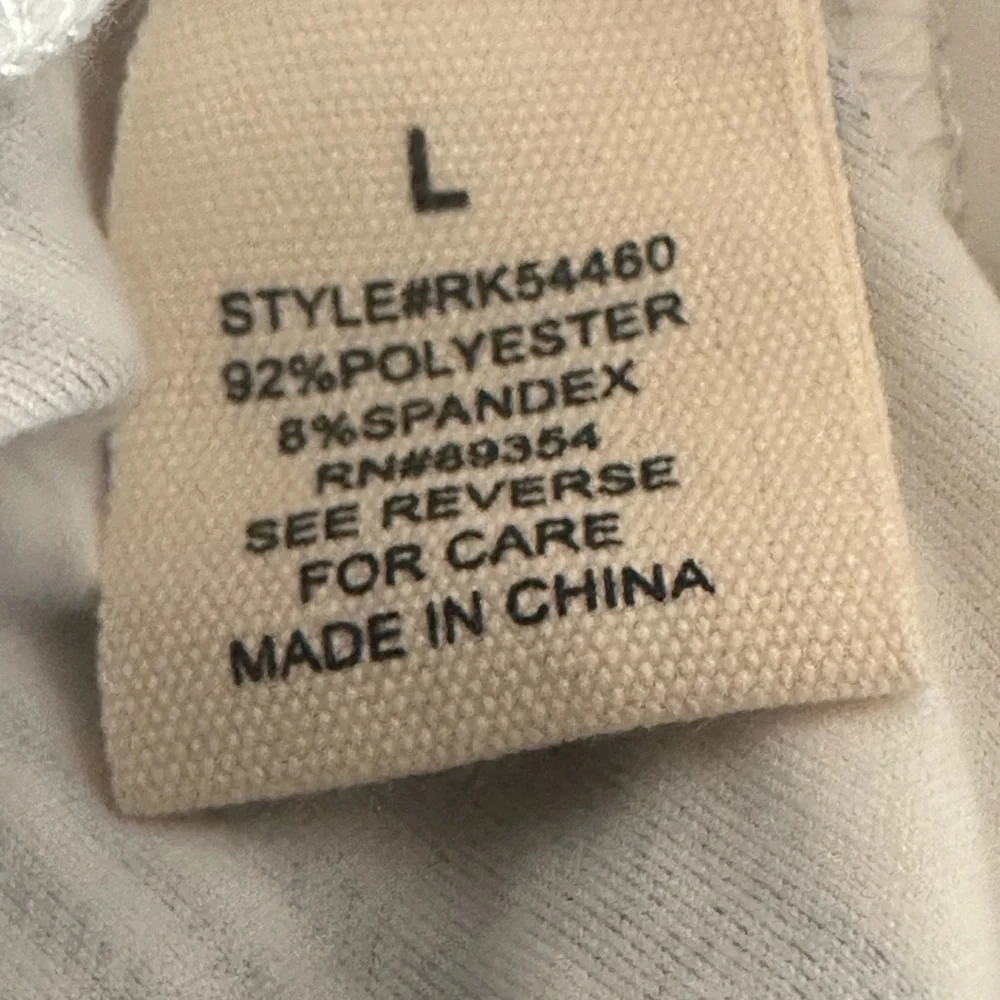 L
STYLE#RK54460
92%POLYESTER
8%SPANDEX
RN#89354
SEE REVERSE
FOR CARE
MADE IN CHINA